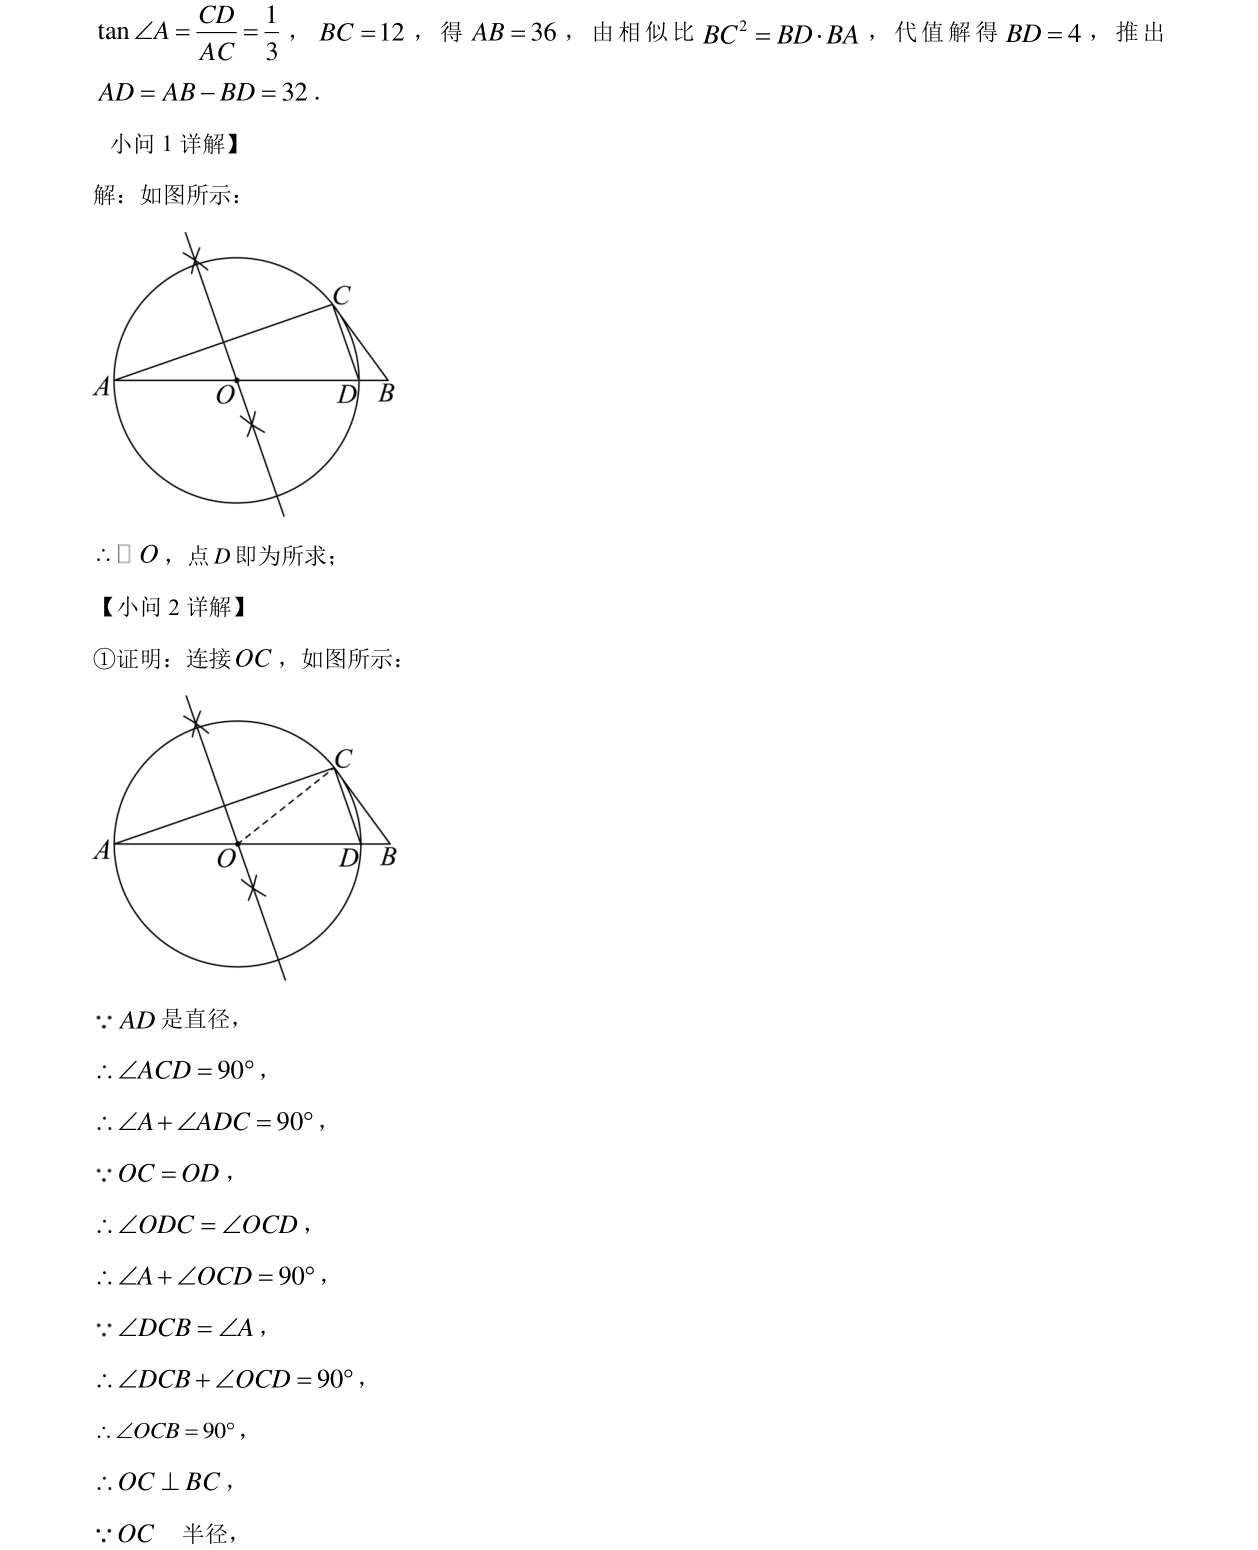 tan∠A = CD/AC = 1/3，BC = 12，得 AB = 36，由相似比 BC² = BD·BA，代值解得 BD = 4，推出
AD = AB − BD = 32．
小问 1 详解】
解：如图所示：
C
A
O
D
B
∴ □ O，点 D 即为所求；
【小问 2 详解】
①证明：连接 OC，如图所示：
C
A
O
D
B
∵ AD 是直径，
∴ ∠ACD = 90°，
∴ ∠A + ∠ADC = 90°，
∵ OC = OD，
∴ ∠ODC = ∠OCD，
∴ ∠A + ∠OCD = 90°，
∵ ∠DCB = ∠A，
∴ ∠DCB + ∠OCD = 90°，
∴ ∠OCB = 90°，
∴ OC ⊥ BC，
∵ OC 半径，